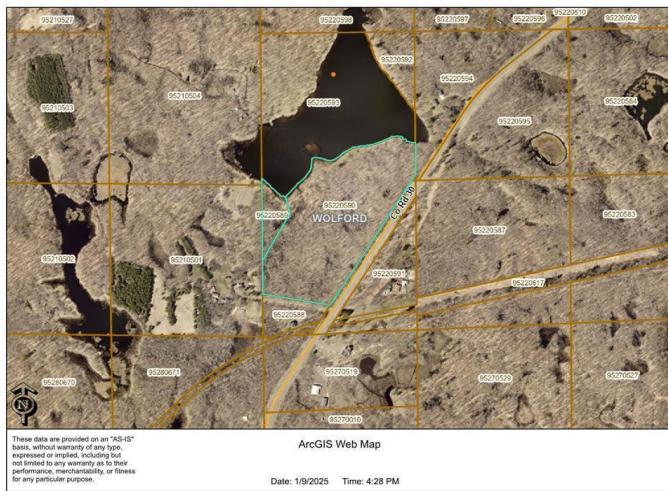 95210527
95220598
95220597
95220596
95220610
95220502
95220592
95220594
95210503
95210504
95220593
95220584
95220595
95220589
95220590
WOLFORD
Co Rd 30
95220583
95220587
95210502
95210501
95220591
95220617
95220588
95280670
95280671
95270519
95270529
95270527
95270010
N
These data are provided on an "AS-IS"
basis, without warranty of any type,
expressed or implied, including but
not limited to any warranty as to their
performance, merchantability, or fitness
for any particular purpose.
ArcGIS Web Map
Date: 1/9/2025 Time: 4:28 PM